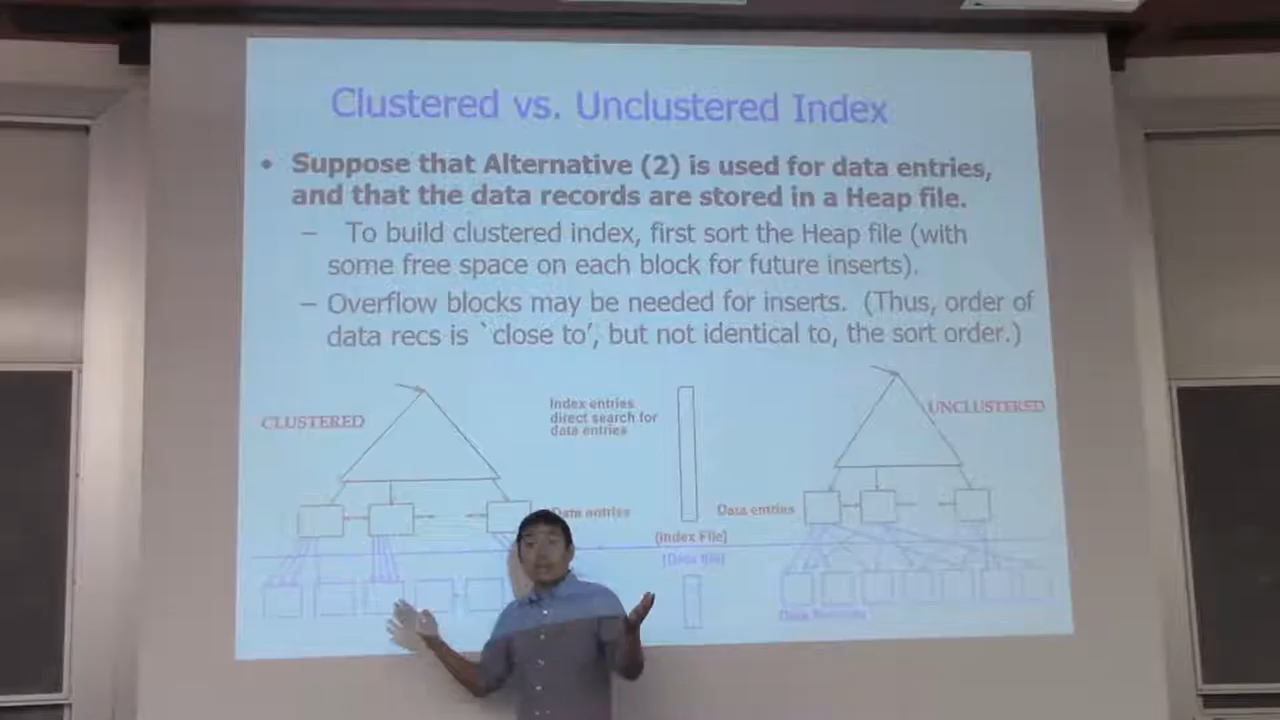 Clustered vs. Unclustered Index
• Suppose that Alternative (2) is used for data entries,
and that the data records are stored in a Heap file.
– To build clustered index, first sort the Heap file (with
some free space on each block for future inserts).
– Overflow blocks may be needed for inserts. (Thus, order of
data recs is `close to', but not identical to, the sort order.)
CLUSTERED
Index entries
direct search for
data entries
UNCLUSTERED
Data entries
Data entries
(Index File)
(Data file)
Data Records